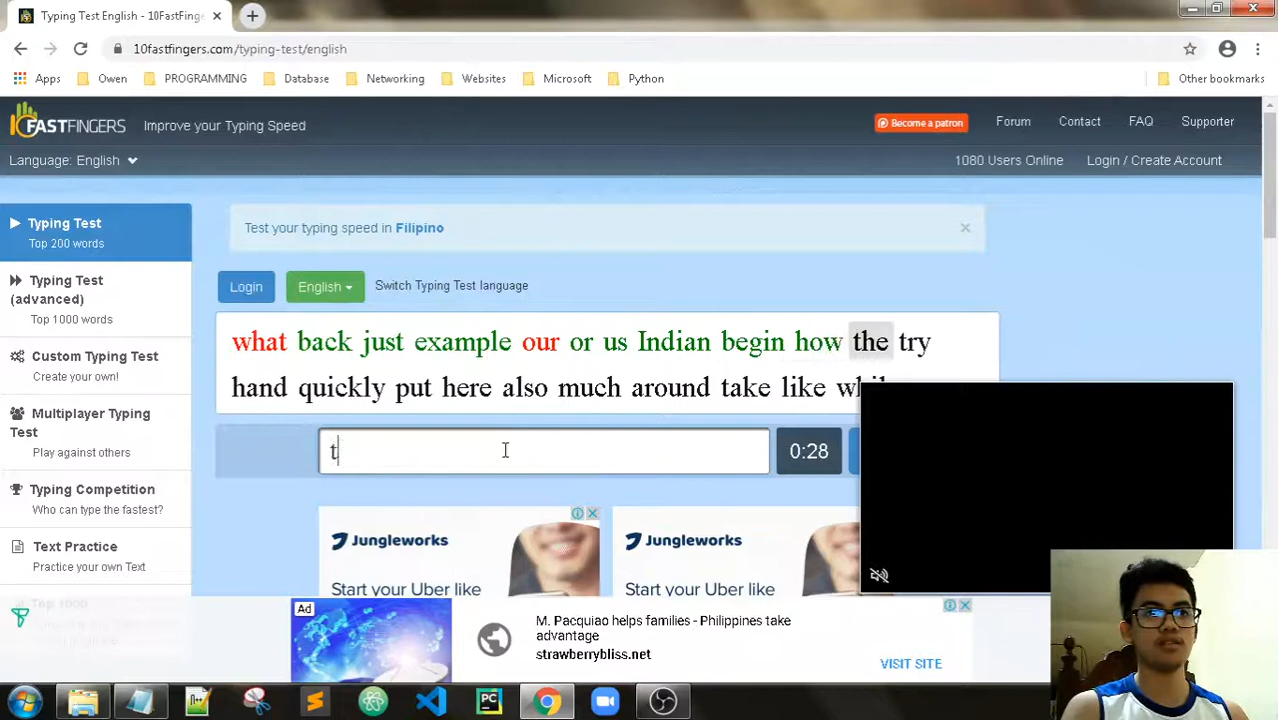 Typing Test English - 10FastFinge
10fastfingers.com/typing-test/english
Apps Owen PROGRAMMING Database Networking Websites Microsoft Python Other bookmarks
FASTFINGERS Improve your Typing Speed
Become a patron Forum Contact FAQ Supporter
Language: English 1080 Users Online Login / Create Account
Typing Test
Top 200 words
Typing Test
(advanced)
Top 1000 words
Custom Typing Test
Create your own!
Multiplayer Typing
Test
Play against others
Typing Competition
Who can type the fastest?
Text Practice
Practice your own Text
Top 1000
Test your typing speed in Filipino
Login English Switch Typing Test language
what back just example our or us Indian begin how the try
hand quickly put here also much around take like
t 0:28
Jungleworks
Start your Uber like
Jungleworks
Start your Uber like
Ad
M. Pacquiao helps families - Philippines take
advantage
strawberrybliss.net
VISIT SITE
PC